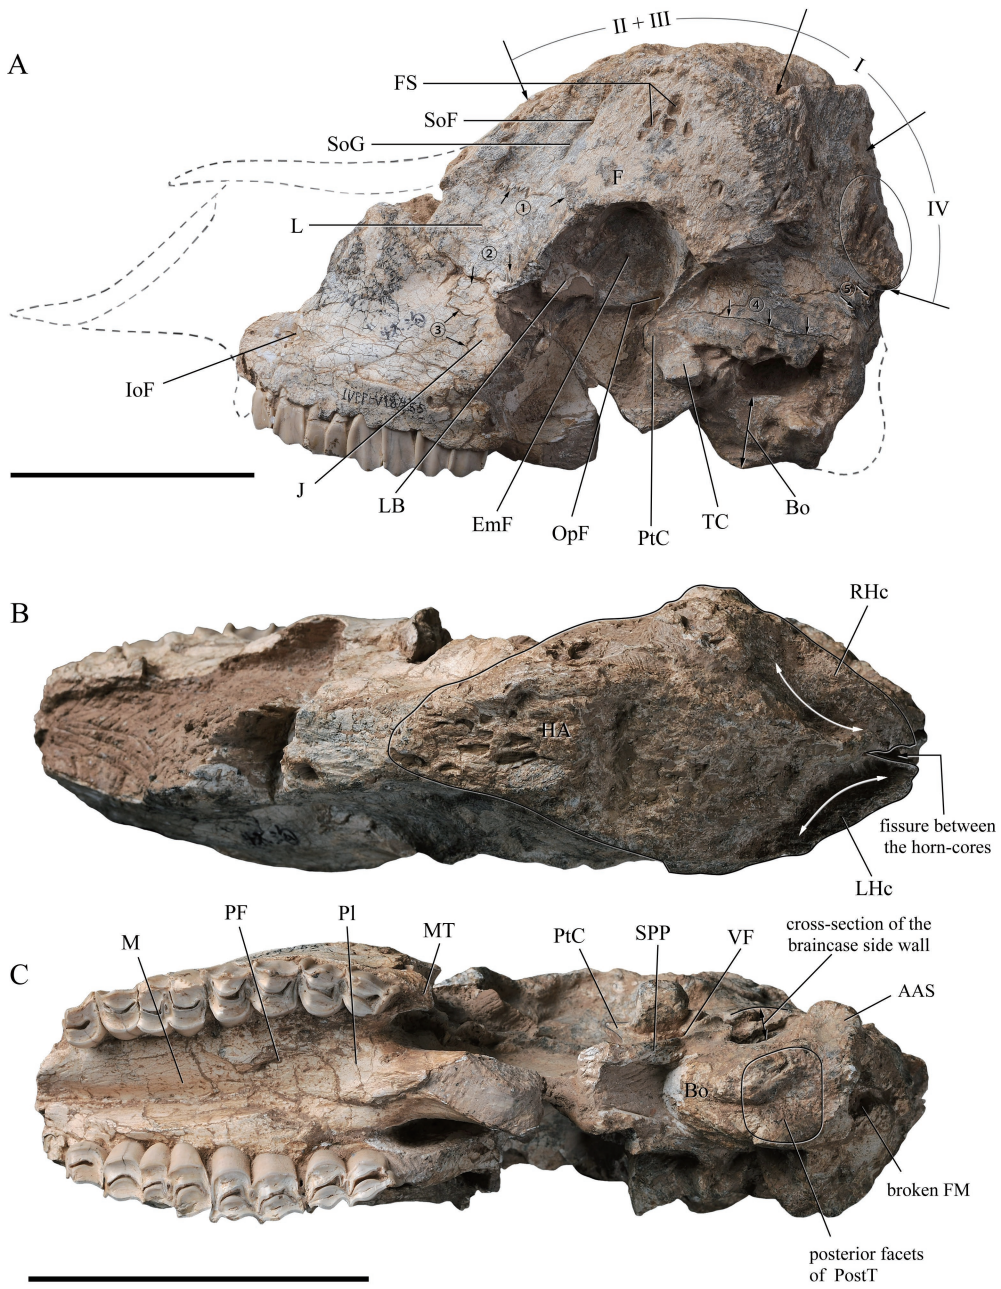 A
II + III
I
FS
SoF
SoG
F
①
IV
L
②
⑤
④
③
IoF
IVPP-V18455
J
LB
EmF
OpF
PtC
TC
Bo
B
RHc
HA
fissure between
the horn-cores
LHc
C
M
PF
Pl
MT
PtC
SPP
VF
cross-section of the
braincase side wall
AAS
Bo
broken FM
posterior facets
of PostT